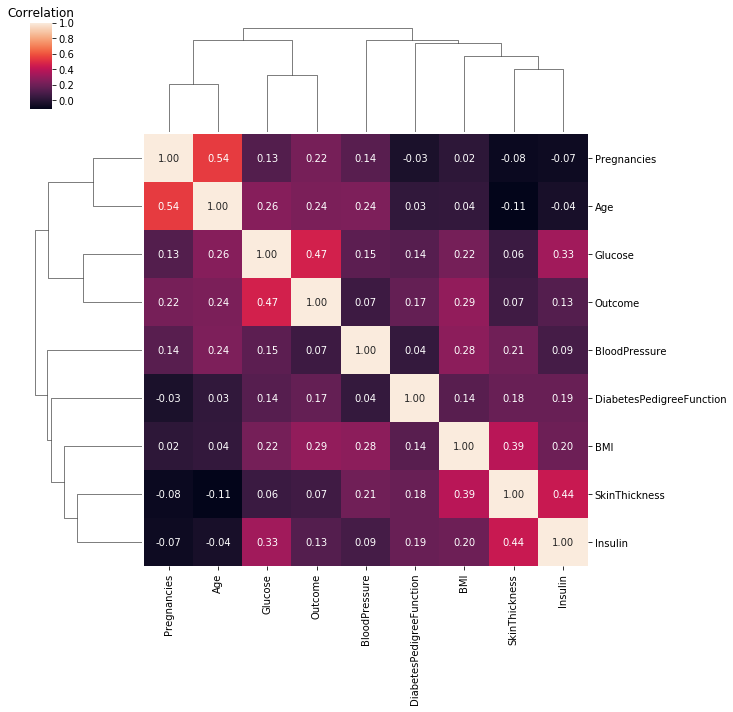 Correlation
1.0
0.8
0.6
0.4
0.2
0.0
1.00 0.54 0.13 0.22 0.14 -0.03 0.02 -0.08 -0.07 Pregnancies
0.54 1.00 0.26 0.24 0.24 0.03 0.04 -0.11 -0.04 Age
0.13 0.26 1.00 0.47 0.15 0.14 0.22 0.06 0.33 Glucose
0.22 0.24 0.47 1.00 0.07 0.17 0.29 0.07 0.13 Outcome
0.14 0.24 0.15 0.07 1.00 0.04 0.28 0.21 0.09 BloodPressure
-0.03 0.03 0.14 0.17 0.04 1.00 0.14 0.18 0.19 DiabetesPedigreeFunction
0.02 0.04 0.22 0.29 0.28 0.14 1.00 0.39 0.20 BMI
-0.08 -0.11 0.06 0.07 0.21 0.18 0.39 1.00 0.44 SkinThickness
-0.07 -0.04 0.33 0.13 0.09 0.19 0.20 0.44 1.00 Insulin
Pregnancies
Age
Glucose
Outcome
BloodPressure
DiabetesPedigreeFunction
BMI
SkinThickness
Insulin